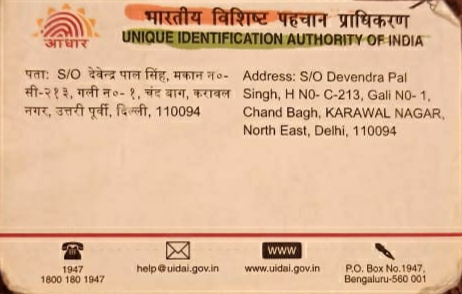 भारतीय विशिष्ट पहचान प्राधिकरण
आधार
UNIQUE IDENTIFICATION AUTHORITY OF INDIA
पता: S/O देवेन्द्र पाल सिंह, मकान न०-
सी-२१३, गली न०- १, चंद बाग, करावल
नगर, उत्तरी पूर्वी, दिल्ली, 110094
Address: S/O Devendra Pal
Singh, H N0- C-213, Gali N0- 1,
Chand Bagh, KARAWAL NAGAR,
North East, Delhi, 110094
1947
1800 180 1947
help@uidai.gov.in
WWW
www.uidai.gov.in
P.O. Box No.1947,
Bengaluru-560 001